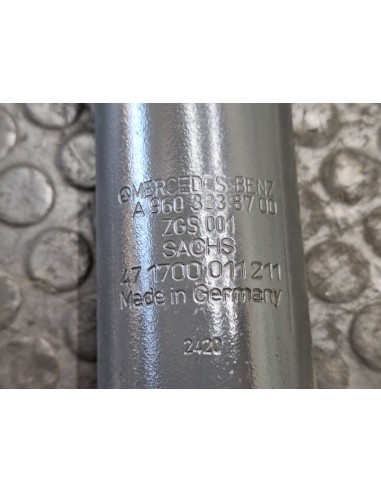 MERCEDES-BENZ
A 960 323 87 00
ZGS 001
SACHS
47 1700 011 211
Made in Germany
2420